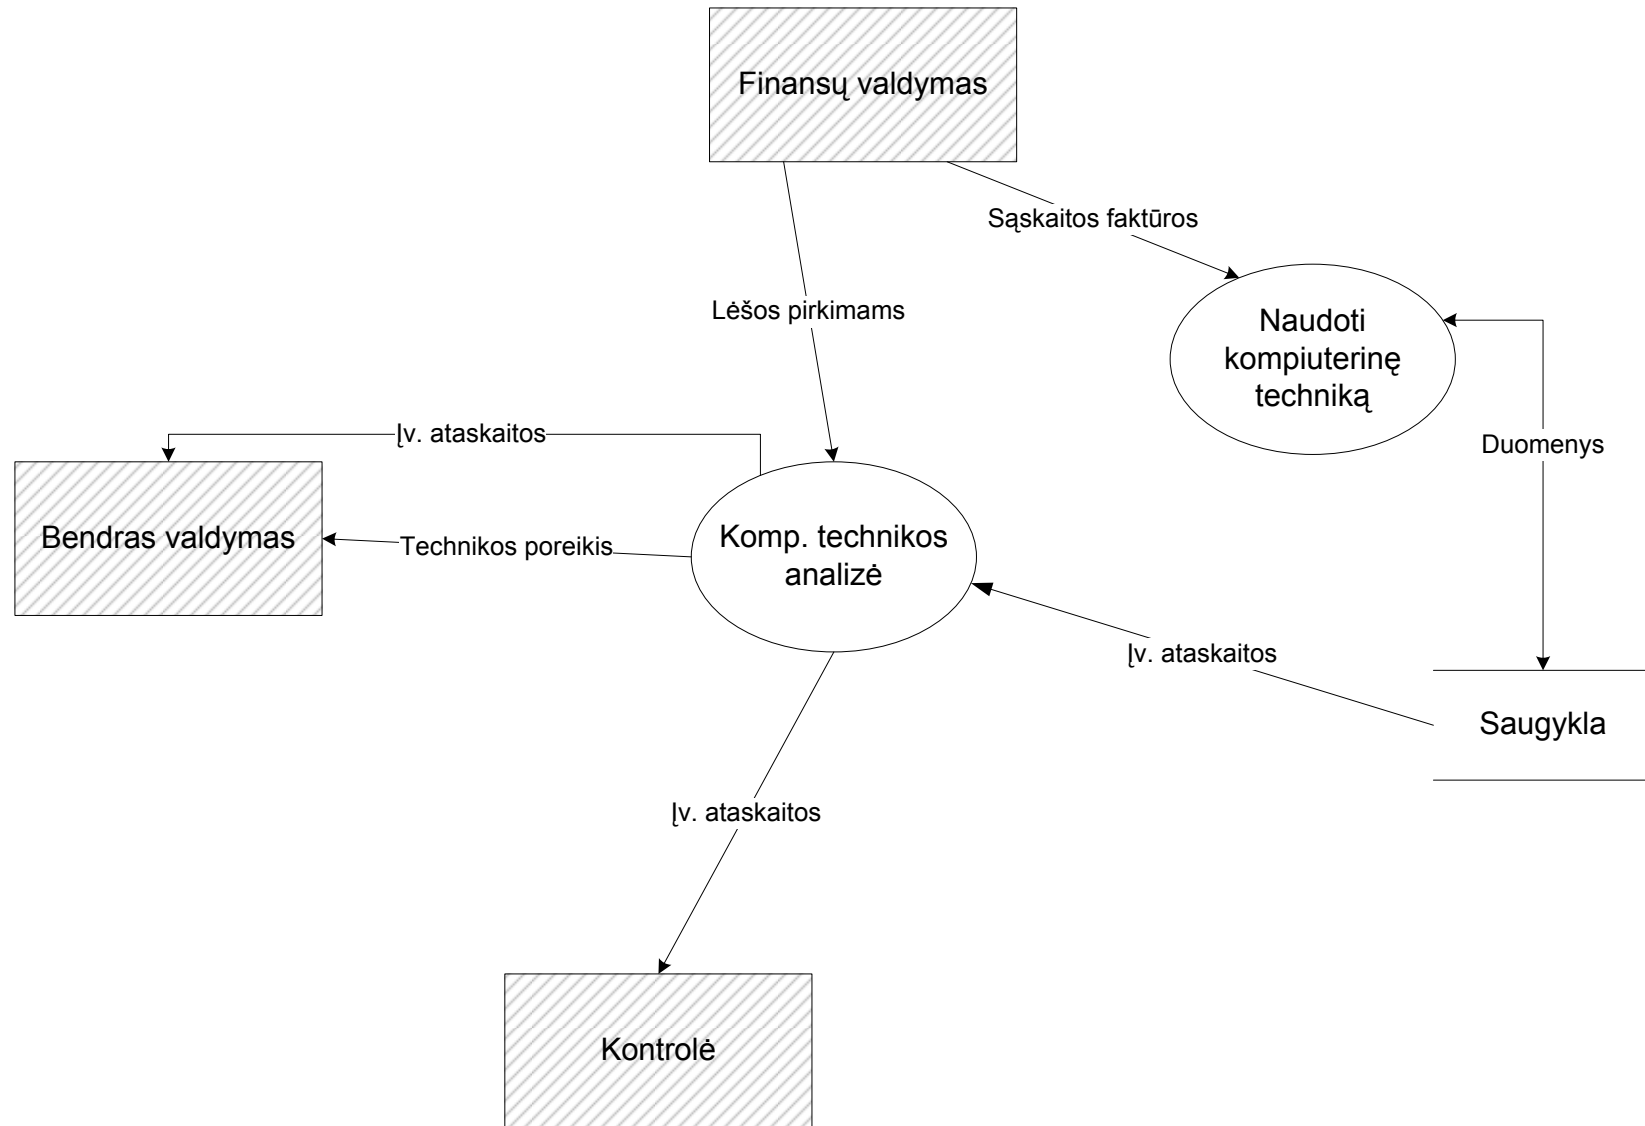 Finansų valdymas
Sąskaitos faktūros
Lėšos pirkimams
Naudoti
kompiuterinę
techniką
Įv. ataskaitos
Duomenys
Bendras valdymas
Technikos poreikis
Komp. technikos
analizė
Įv. ataskaitos
Saugykla
Įv. ataskaitos
Kontrolė